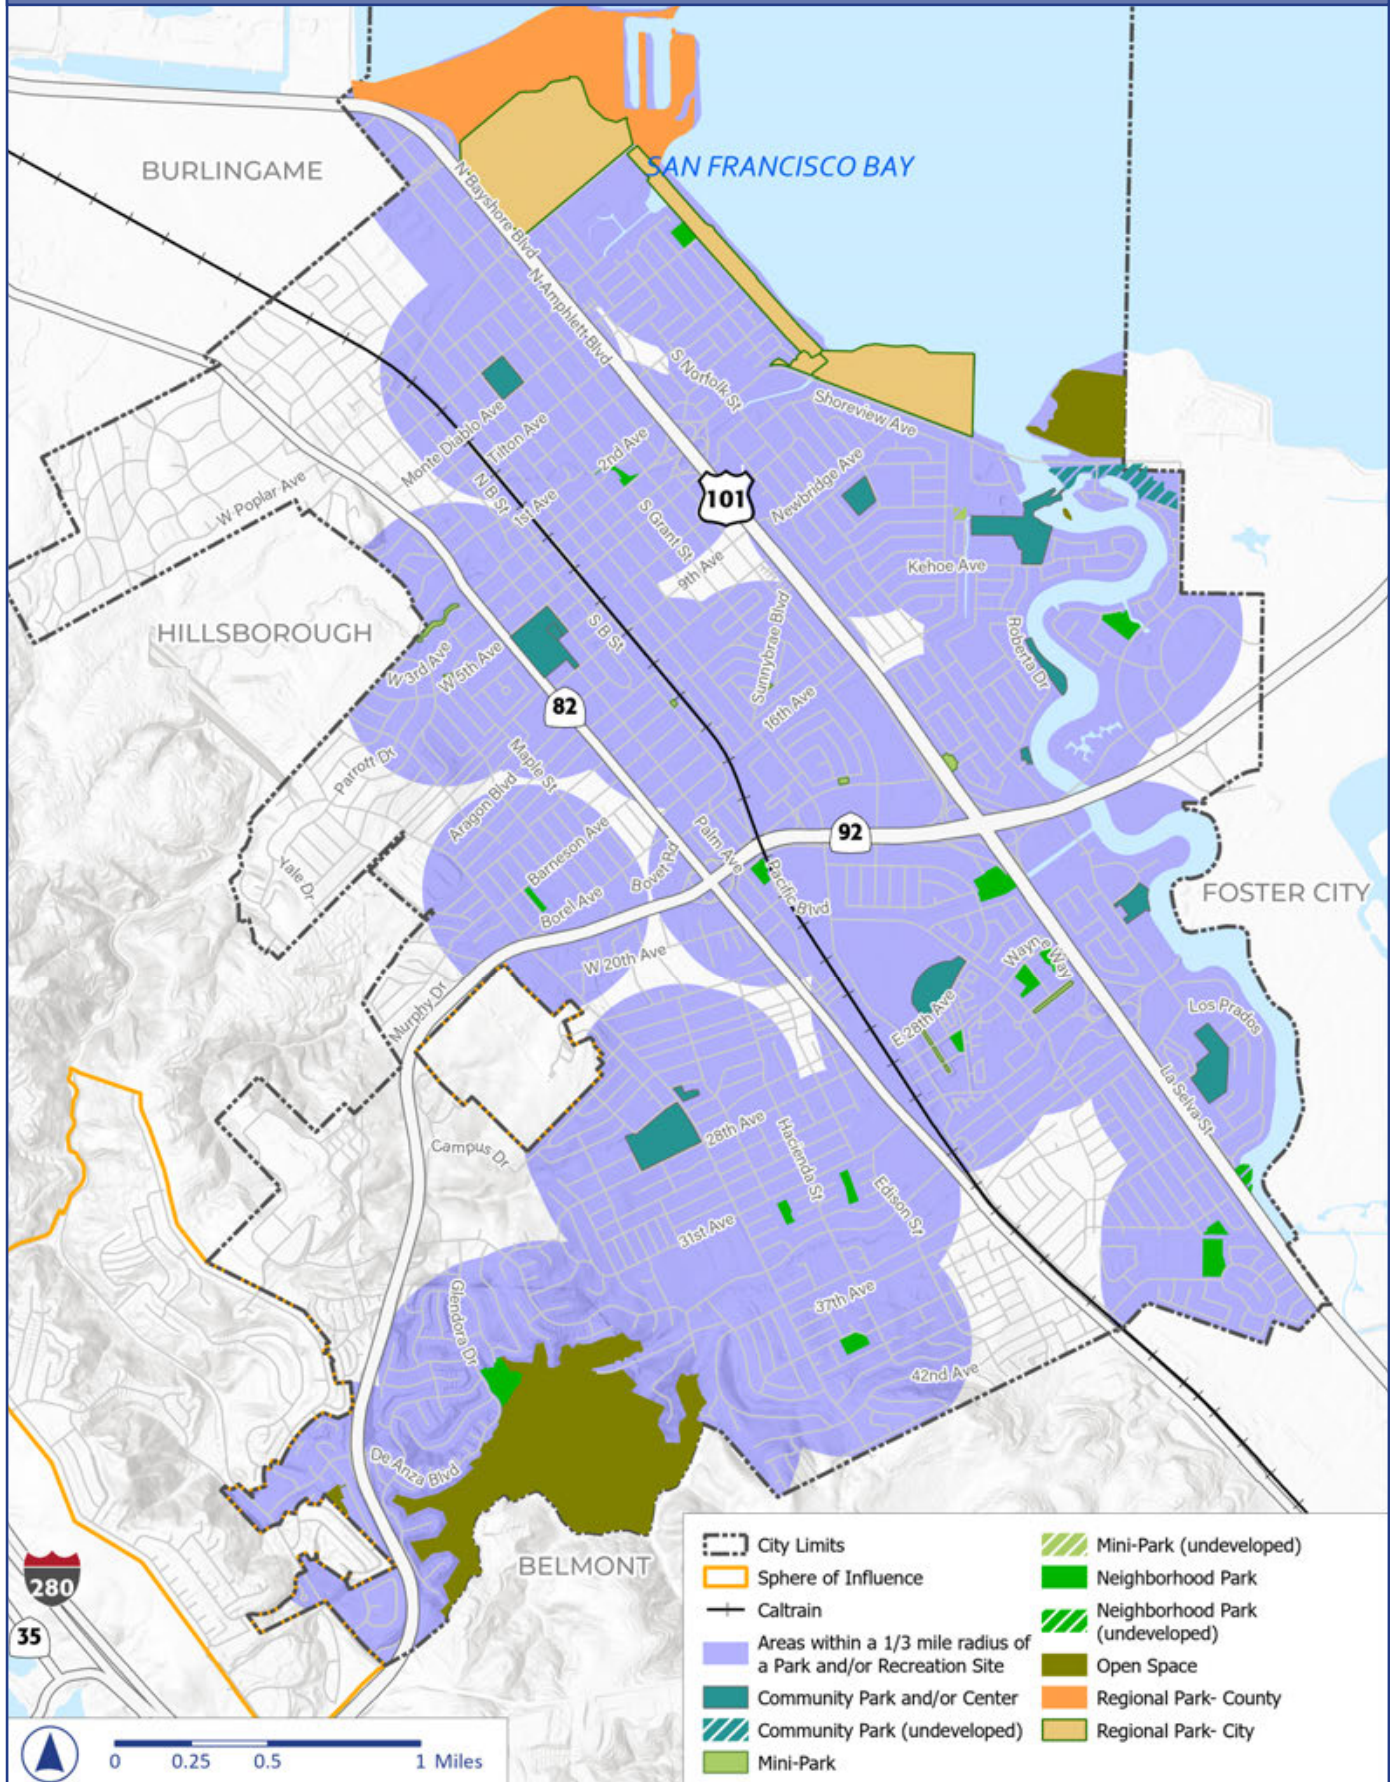 BURLINGAME
SAN FRANCISCO BAY
N Bayshore Blvd
N Amphlett Blvd
S Norfolk St
Shoreview Ave
Monte Diablo Ave
Tilton Ave
2nd Ave
N B St
1st Ave
W Poplar Ave
101
Newbridge Ave
S Grant St
9th Ave
Kehoe Ave
HILLSBOROUGH
W 3rd Ave
W 5th Ave
S B St
Sunnybrae Blvd
Roberta Dr
82
16th Ave
Parrott Dr
Maple St
Aragon Blvd
Barneson Ave
Palm Ave
92
Yale Dr
Bovet Rd
Borel Ave
Pacific Blvd
FOSTER CITY
W 20th Ave
Wayne Way
Murphy Dr
E 28th Ave
Los Prados
La Selva St
Campus Dr
28th Ave
Hacienda St
Edison St
31st Ave
Glendora Dr
37th Ave
42nd Ave
De Anza Blvd
BELMONT
280
35
City Limits
Sphere of Influence
Caltrain
Areas within a 1/3 mile radius of
a Park and/or Recreation Site
Community Park and/or Center
Community Park (undeveloped)
Mini-Park
Mini-Park (undeveloped)
Neighborhood Park
Neighborhood Park
(undeveloped)
Open Space
Regional Park- County
Regional Park- City
0 0.25 0.5 1 Miles